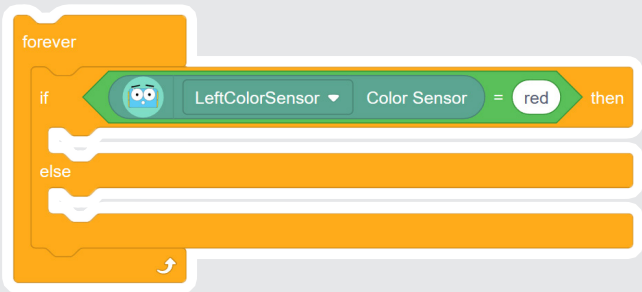 forever
if LeftColorSensor Color Sensor = red then
else